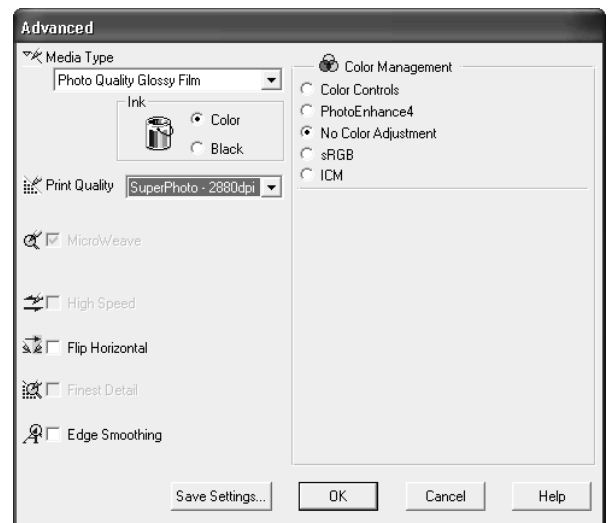 Advanced
Media Type
Photo Quality Glossy Film
Ink
Color
Black
Print Quality
SuperPhoto - 2880dpi
MicroWeave
High Speed
Flip Horizontal
Finest Detail
Edge Smoothing
Color Management
Color Controls
PhotoEnhance4
No Color Adjustment
sRGB
ICM
Save Settings...
OK
Cancel
Help